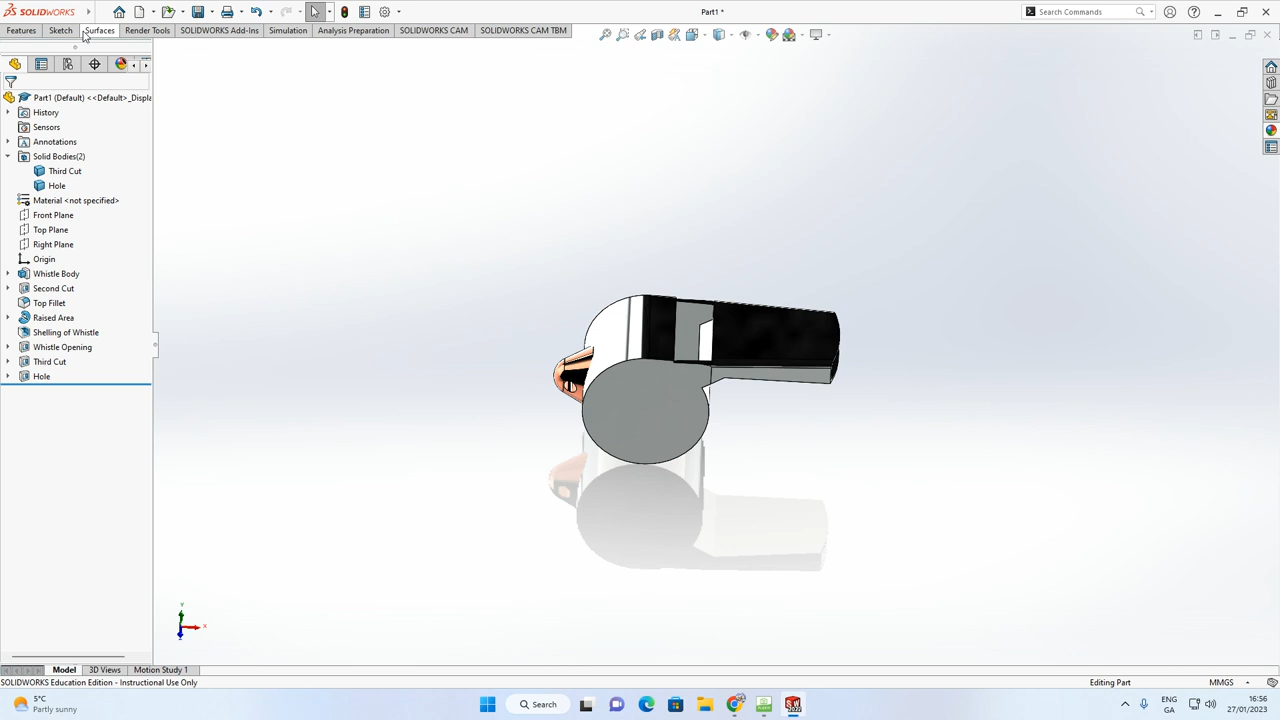 SOLIDWORKS
Part1 *
Search Commands
Features Sketch Surfaces Render Tools SOLIDWORKS Add-Ins Simulation Analysis Preparation SOLIDWORKS CAM SOLIDWORKS CAM TBM
Part1 (Default) <<Default>_Displa
History
Sensors
Annotations
Solid Bodies(2)
Third Cut
Hole
Material <not specified>
Front Plane
Top Plane
Right Plane
Origin
Whistle Body
Second Cut
Top Fillet
Raised Area
Shelling of Whistle
Whistle Opening
Third Cut
Hole
Y
X
Z
Model 3D Views Motion Study 1
SOLIDWORKS Education Edition - Instructional Use Only
Editing Part
MMGS
5°C
Partly sunny
Search
ENG
GA
16:56
27/01/2023